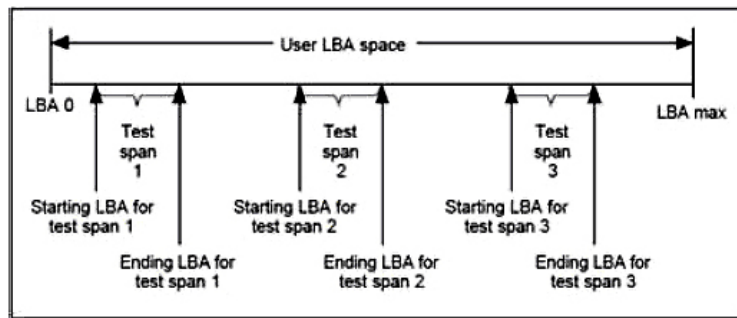 User LBA space
LBA 0
LBA max
Test
span
1
Test
span
2
Test
span
3
Starting LBA for
test span 1
Starting LBA for
test span 2
Starting LBA for
test span 3
Ending LBA for
test span 1
Ending LBA for
test span 2
Ending LBA for
test span 3